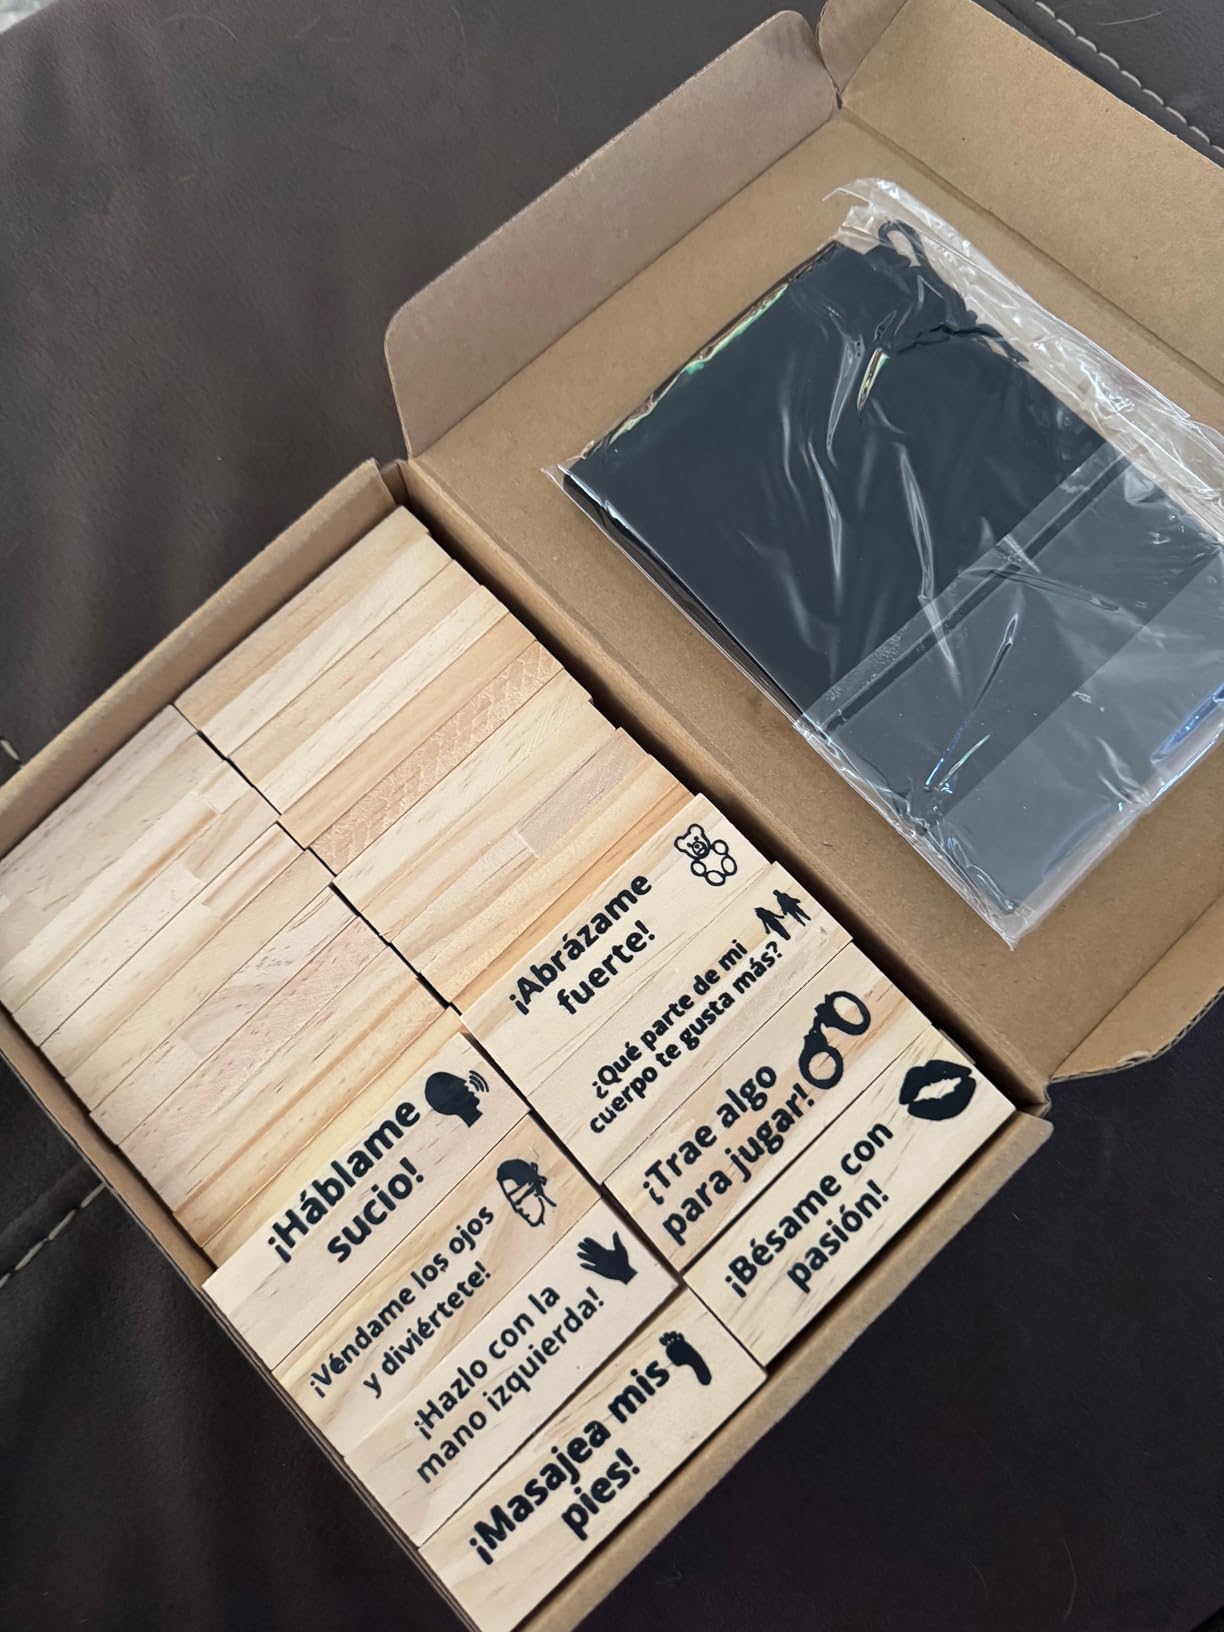 ¡Abrázame
fuerte!
¿Qué parte de mi
cuerpo te gusta más?
¡Trae algo
para jugar!
¡Bésame con
pasión!
¡Háblame
sucio!
¡Véndame los ojos
y diviértete!
¡Hazlo con la
mano izquierda!
¡Masajea mis
pies!